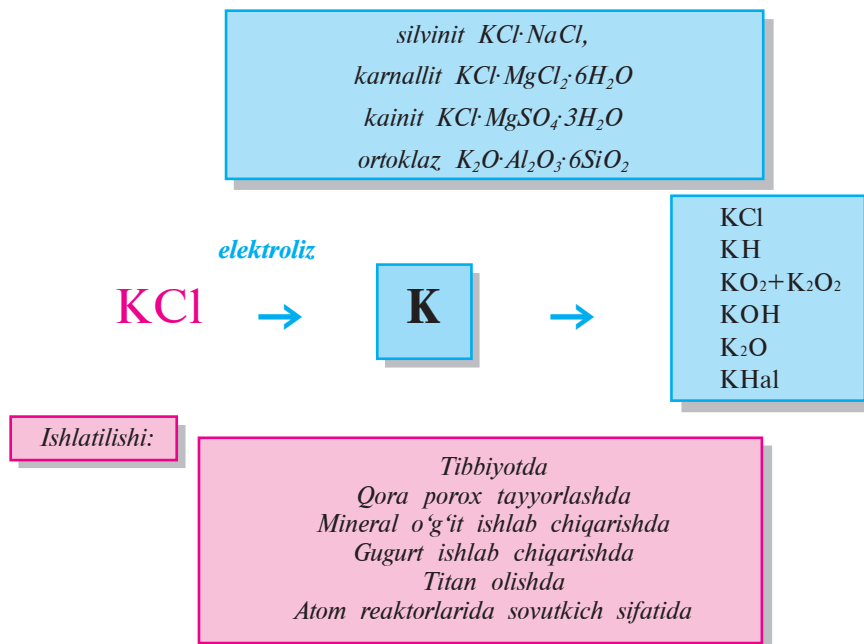 silvinit KCl·NaCl,
karnallit KCl·MgCl₂·6H₂O
kainit KCl·MgSO₄·3H₂O
ortoklaz K₂O·Al₂O₃·6SiO₂
elektroliz
KCl → K →
KCl
KH
KO₂+K₂O₂
KOH
K₂O
KHal
Ishlatilishi:
Tibbiyotda
Qora porox tayyorlashda
Mineral o‘g‘it ishlab chiqarishda
Gugurt ishlab chiqarishda
Titan olishda
Atom reaktorlarida sovutkich sifatida